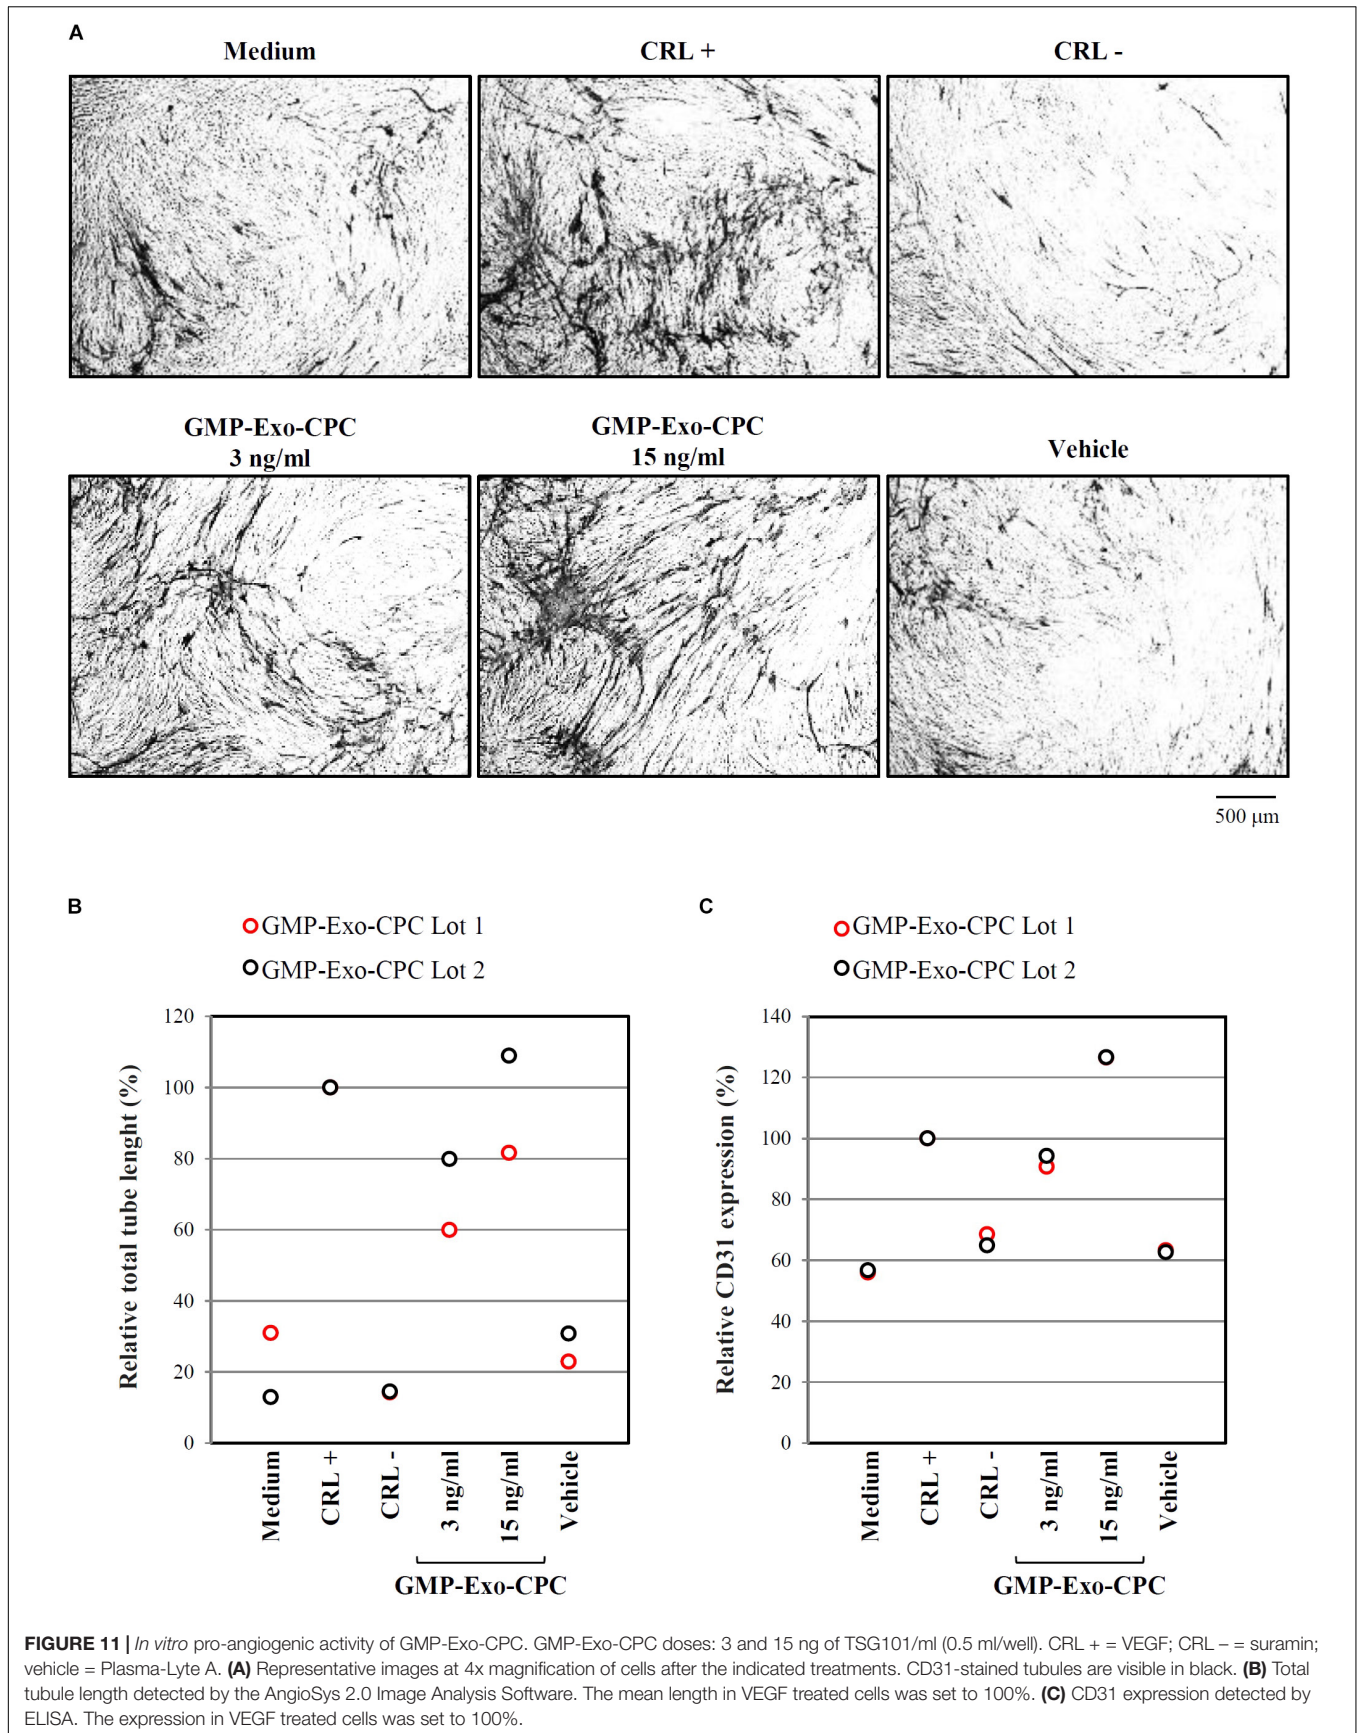 A
Medium
CRL +
CRL -
GMP-Exo-CPC
3 ng/ml
GMP-Exo-CPC
15 ng/ml
Vehicle
500 µm
B
GMP-Exo-CPC Lot 1
GMP-Exo-CPC Lot 2
Relative total tube lenght (%)
120
100
80
60
40
20
0
Medium
CRL +
CRL -
3 ng/ml
15 ng/ml
Vehicle
GMP-Exo-CPC
C
GMP-Exo-CPC Lot 1
GMP-Exo-CPC Lot 2
Relative CD31 expression (%)
140
120
100
80
60
40
20
0
Medium
CRL +
CRL -
3 ng/ml
15 ng/ml
Vehicle
GMP-Exo-CPC
FIGURE 11 | In vitro pro-angiogenic activity of GMP-Exo-CPC. GMP-Exo-CPC doses: 3 and 15 ng of TSG101/ml (0.5 ml/well). CRL + = VEGF; CRL – = suramin;
vehicle = Plasma-Lyte A. (A) Representative images at 4x magnification of cells after the indicated treatments. CD31-stained tubules are visible in black. (B) Total
tubule length detected by the AngioSys 2.0 Image Analysis Software. The mean length in VEGF treated cells was set to 100%. (C) CD31 expression detected by
ELISA. The expression in VEGF treated cells was set to 100%.